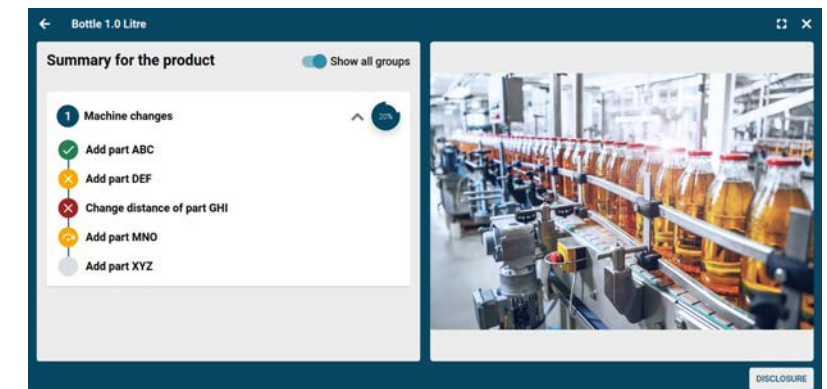 Bottle 1.0 Litre
Summary for the product
Show all groups
1 Machine changes
20%
Add part ABC
Add part DEF
Change distance of part GHI
Add part MNO
Add part XYZ
DISCLOSURE